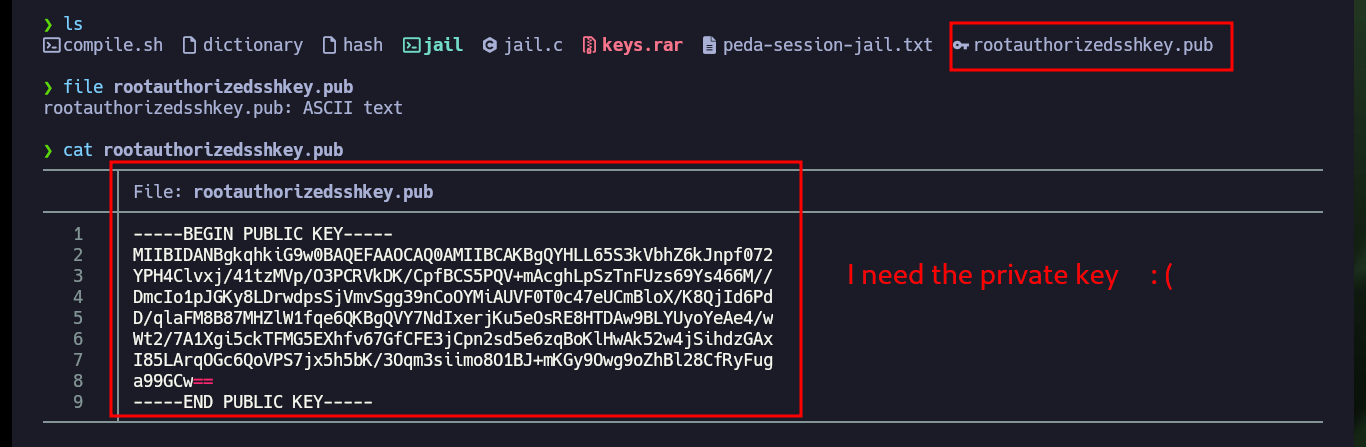 ❯ ls
compile.sh dictionary hash jail jail.c keys.rar peda-session-jail.txt rootauthorizedsshkey.pub
❯ file rootauthorizedsshkey.pub
rootauthorizedsshkey.pub: ASCII text
❯ cat rootauthorizedsshkey.pub
File: rootauthorizedsshkey.pub
1 -----BEGIN PUBLIC KEY-----
2 MIIBIDANBgkqhkiG9w0BAQEFAAOCAQ0AMIIBCAKBgQYHLL65S3kVbhZ6kJnpf072
3 YPH4Clvxj/41tzMVp/O3PCRVkDK/CpfBCS5PQV+mAcghLpSzTnFUzs69Ys466M//
4 DmcIo1pJGKy8LDrwdpsSjVmvSgg39nCoOYMiAUVF0T0c47eUCmBloX/K8QjId6Pd
5 D/qlaFM8B87MHZlW1fqe6QKBgQVY7NdIxerjKu5eOsRE8HTDAw9BLYUyoYeAe4/w
6 Wt2/7A1Xgi5ckTFMG5EXhfv67GfCFE3jCpn2sd5e6zqBoKlHwAk52w4jSihdzGAx
7 I85LArqOGc6QoVPS7jx5h5bK/3Oqm3siimo8O1BJ+mKGy9Owg9oZhBl28CfRyFug
8 a99GCw==
9 -----END PUBLIC KEY-----
I need the private key : (